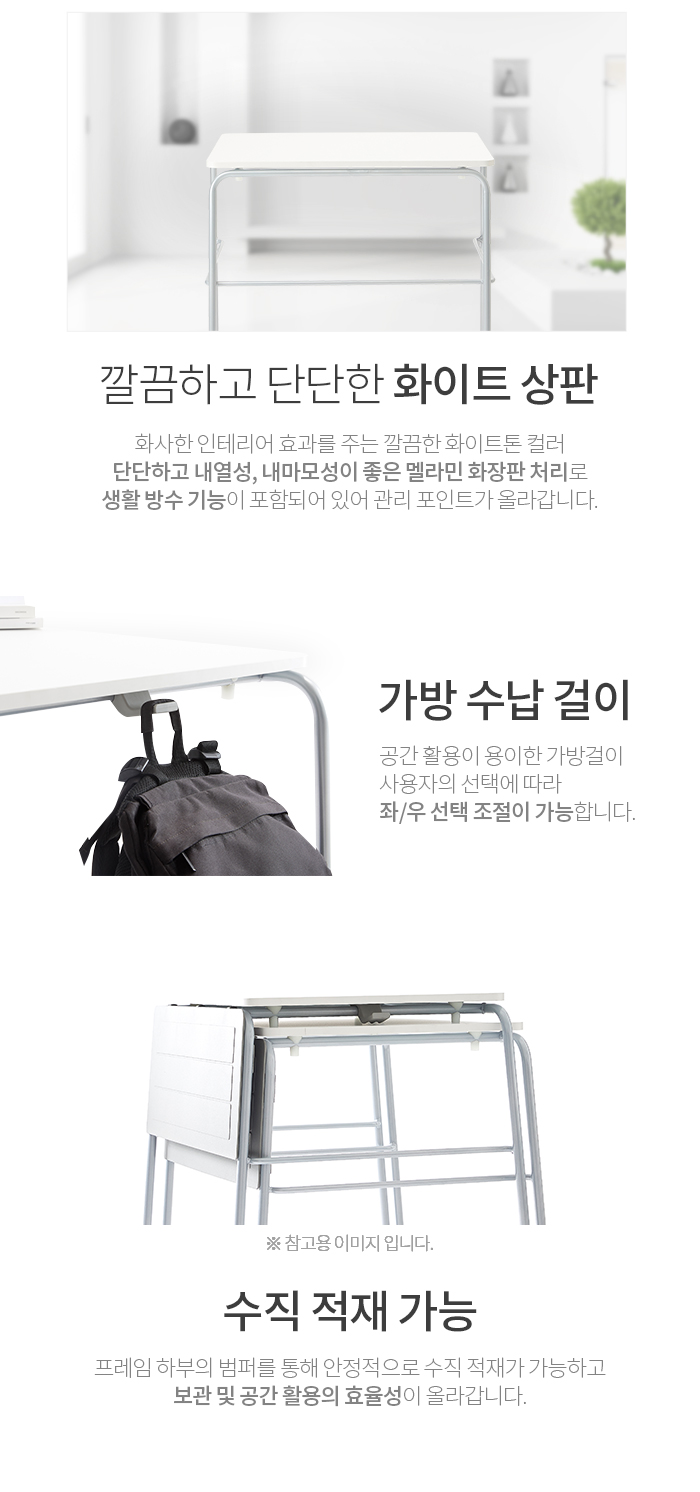 깔끔하고 단단한 화이트 상판
화사한 인테리어 효과를 주는 깔끔한 화이트톤 컬러
단단하고 내열성, 내마모성이 좋은 멜라민 화장판 처리로
생활 방수 기능이 포함되어 있어 관리 포인트가 올라갑니다.
가방 수납 걸이
공간 활용이 용이한 가방걸이
사용자의 선택에 따라
좌/우 선택 조절이 가능합니다.
※ 참고용 이미지 입니다.
수직 적재 가능
프레임 하부의 범퍼를 통해 안정적으로 수직 적재가 가능하고
보관 및 공간 활용의 효율성이 올라갑니다.